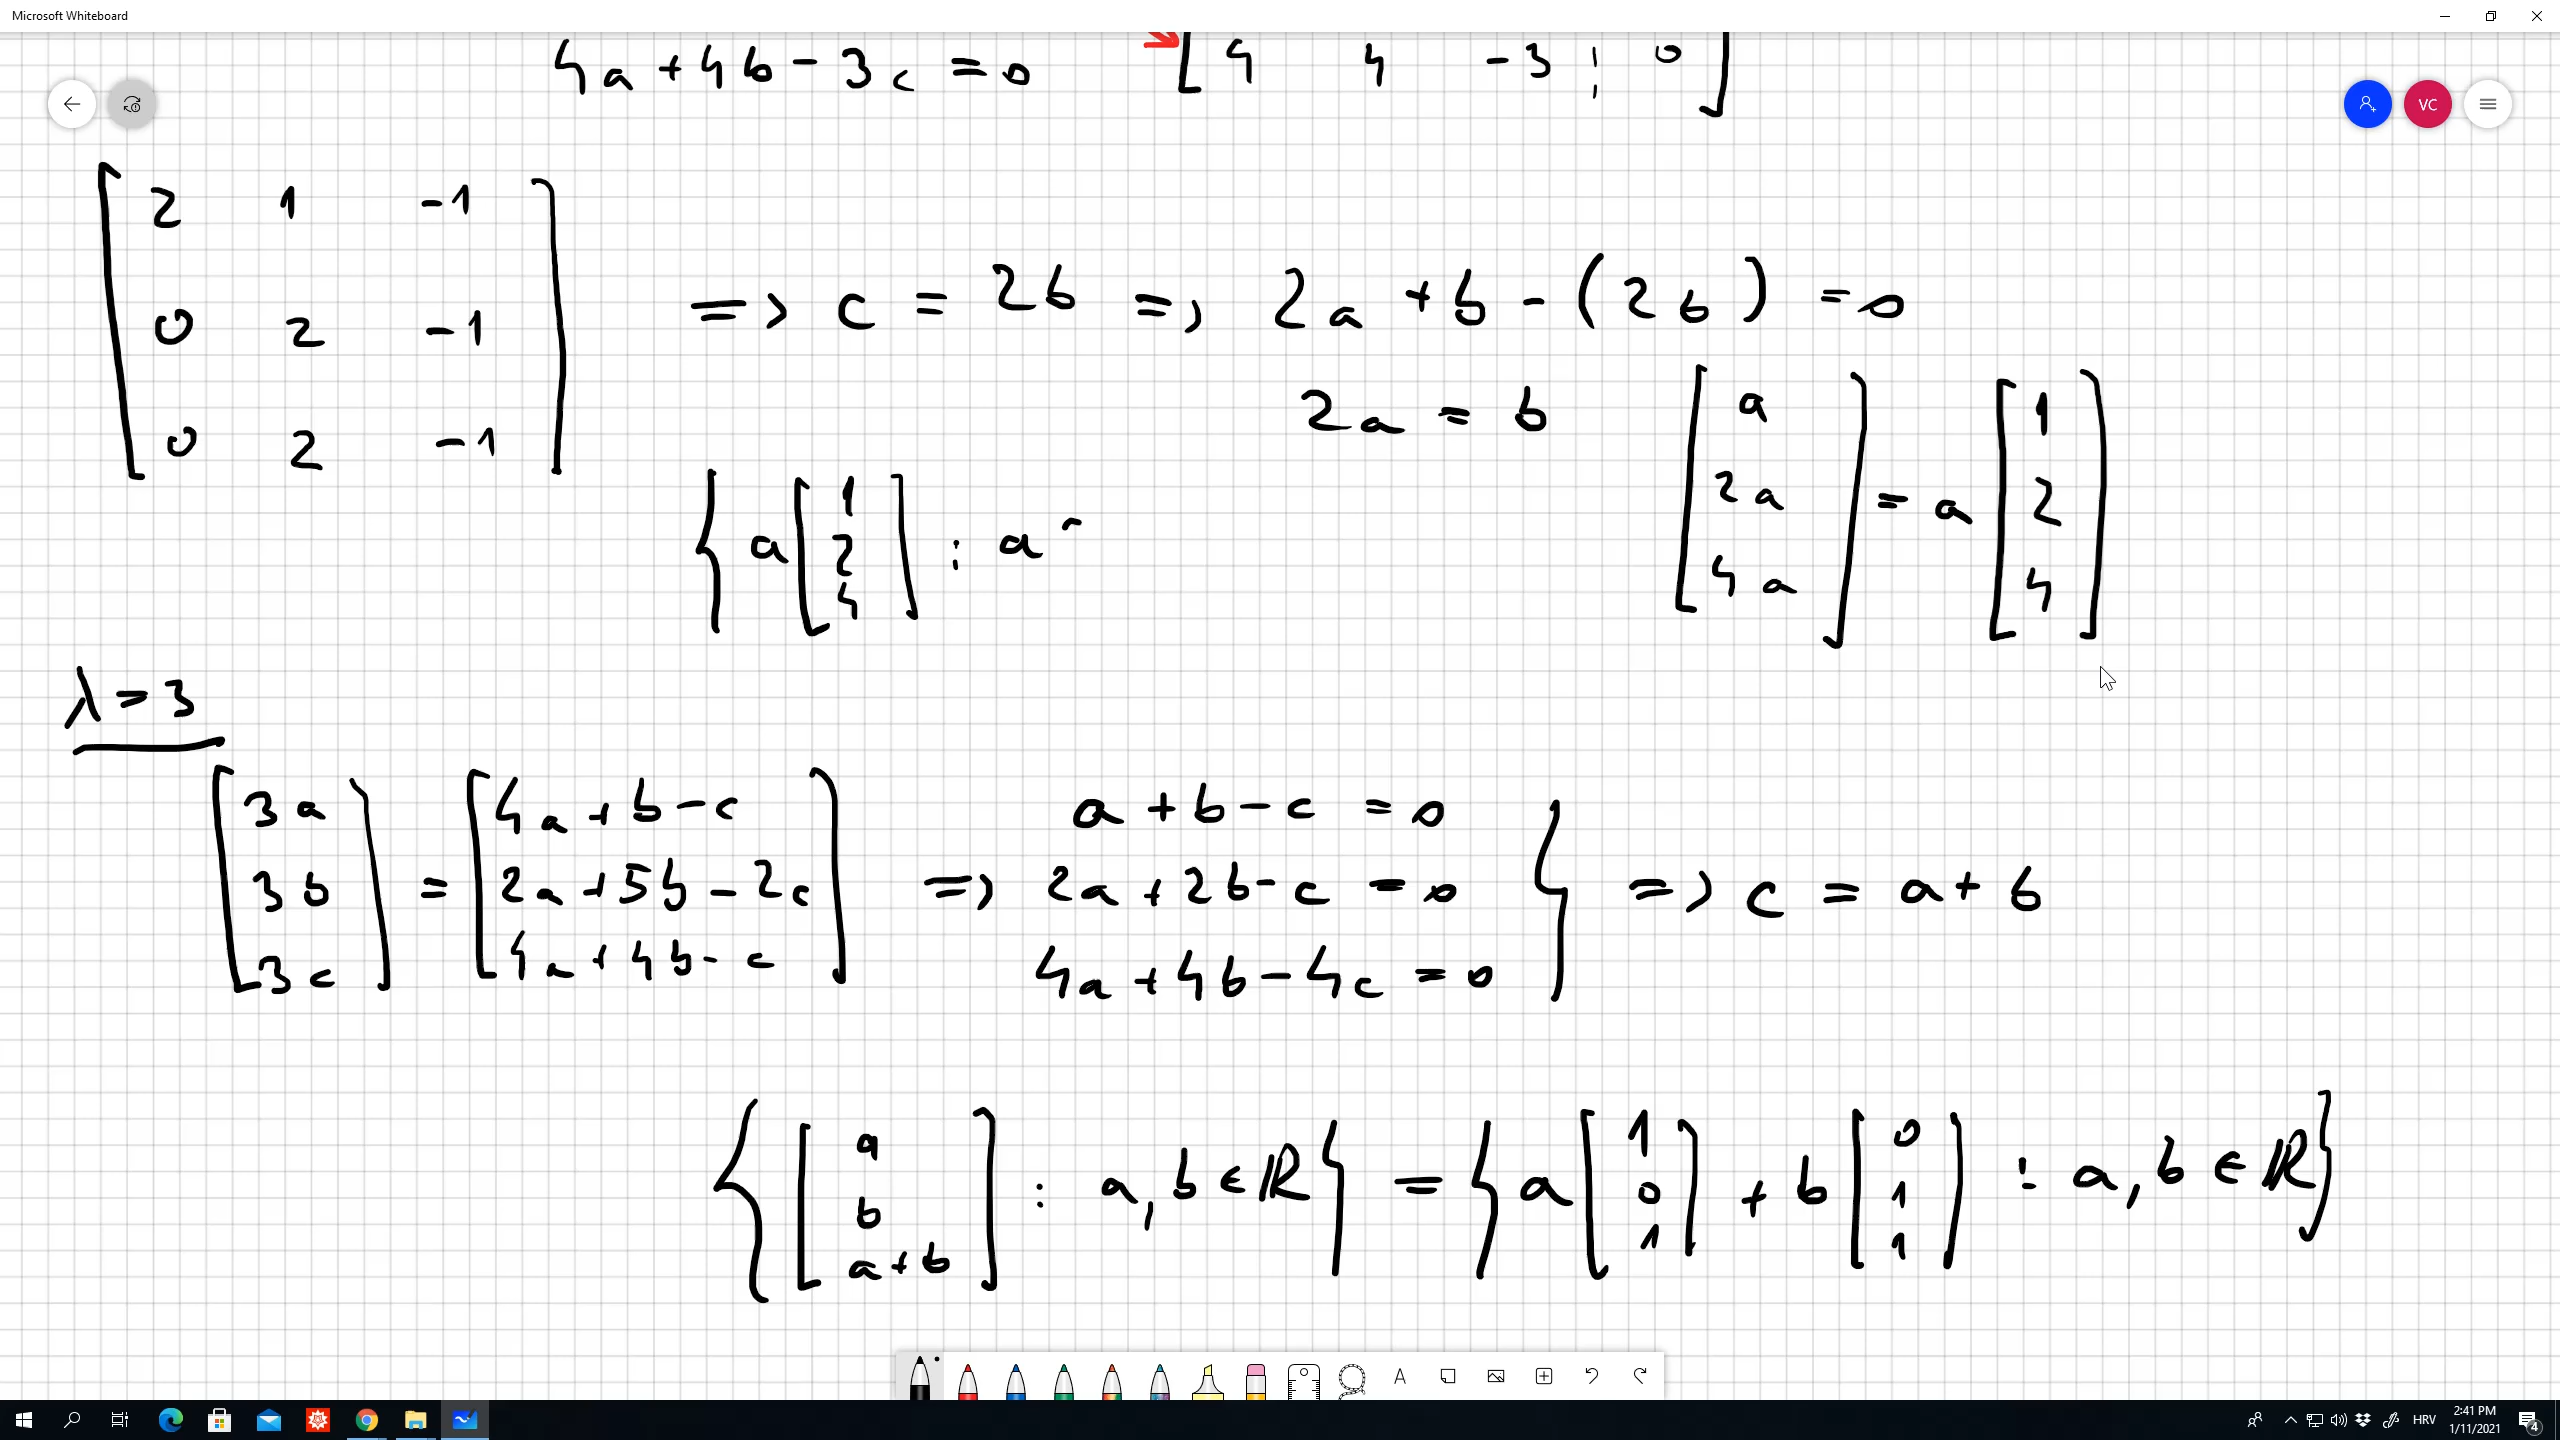 Microsoft Whiteboard
4a + 4b - 3c = 0 [ 4 4 -3 ¦ 0 ]
VC
[ 2 1 -1
0 2 -1
0 2 -1 ]
=> c = 2b => 2a + b - (2b) = 0
2a = b
[ a
2a
4a ]
= a
[ 1
2
4 ]
{ a [ 1
2
4 ] : a
λ = 3
[ 3a
3b
3c ]
=
[ 4a + b - c
2a + 5b - 2c
4a + 4b - c ]
=>
a + b - c = 0
2a + 2b - c = 0
4a + 4b - 4c = 0 }
=> c = a + b
{ [ a
b
a + b ] : a, b ∈ ℝ } = { a [ 1
0
1 ] + b [ 0
1
1 ] : a, b ∈ ℝ }
A
HRV
2:41 PM
1/11/2021
4